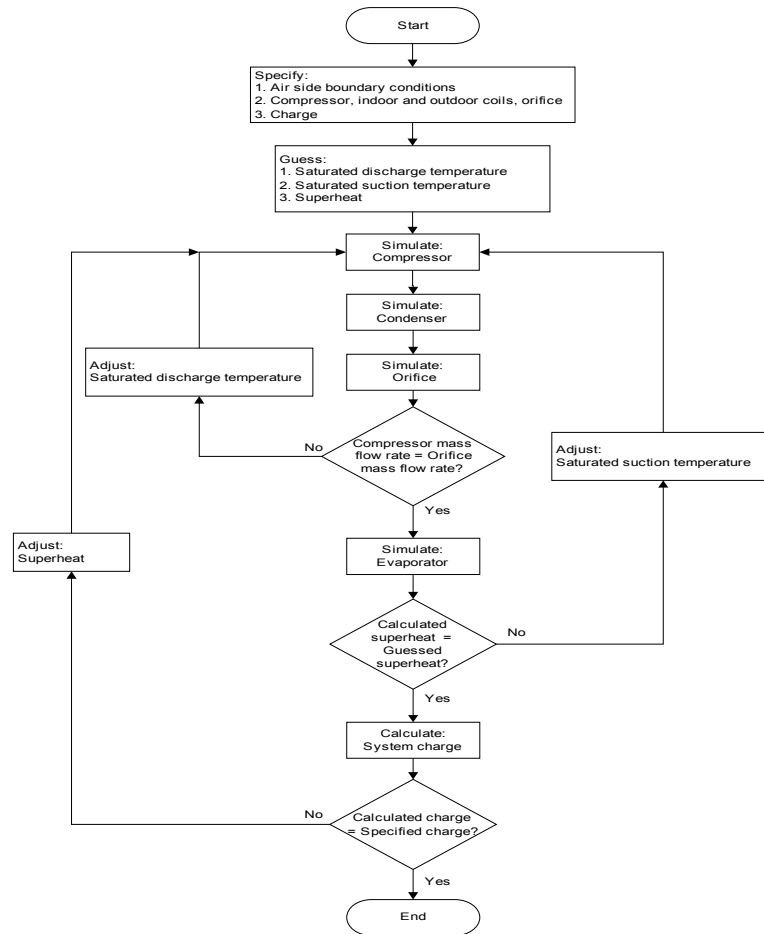 Start
Specify:
1. Air side boundary conditions
2. Compressor, indoor and outdoor coils, orifice
3. Charge
Guess:
1. Saturated discharge temperature
2. Saturated suction temperature
3. Superheat
Simulate:
Compressor
Simulate:
Condenser
Adjust:
Saturated discharge temperature
Simulate:
Orifice
No
Compressor mass
flow rate = Orifice
mass flow rate?
Adjust:
Saturated suction temperature
Yes
Adjust:
Superheat
Simulate:
Evaporator
Calculated
superheat =
Guessed
superheat?
No
Yes
Calculate:
System charge
No
Calculated charge
= Specified charge?
Yes
End